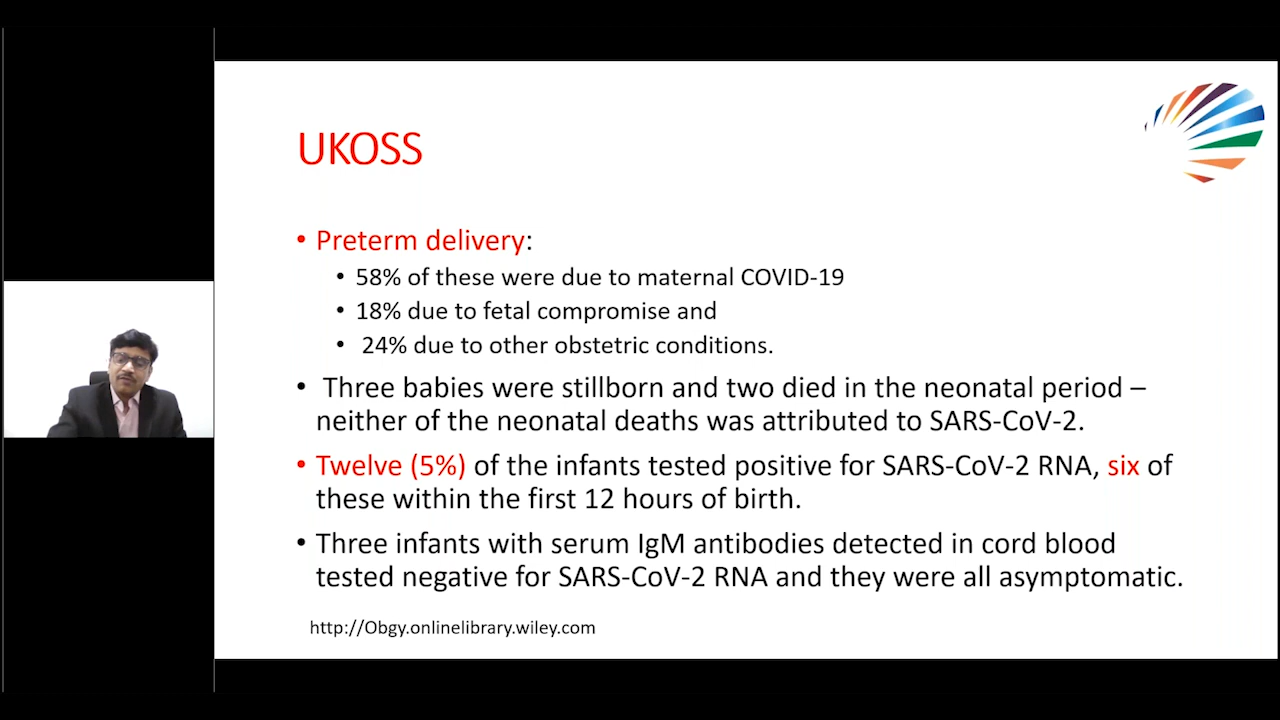 UKOSS
• Preterm delivery:
• 58% of these were due to maternal COVID-19
• 18% due to fetal compromise and
• 24% due to other obstetric conditions.
• Three babies were stillborn and two died in the neonatal period –
neither of the neonatal deaths was attributed to SARS-CoV-2.
• Twelve (5%) of the infants tested positive for SARS-CoV-2 RNA, six of
these within the first 12 hours of birth.
• Three infants with serum IgM antibodies detected in cord blood
tested negative for SARS-CoV-2 RNA and they were all asymptomatic.
http://Obgy.onlinelibrary.wiley.com